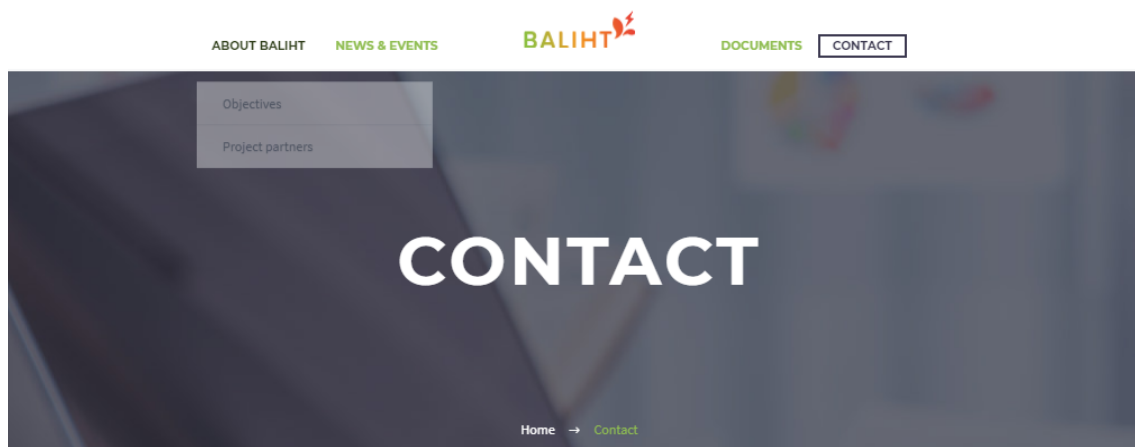 ABOUT BALIHT NEWS & EVENTS BALIHT DOCUMENTS CONTACT
Objectives
Project partners
CONTACT
Home → Contact